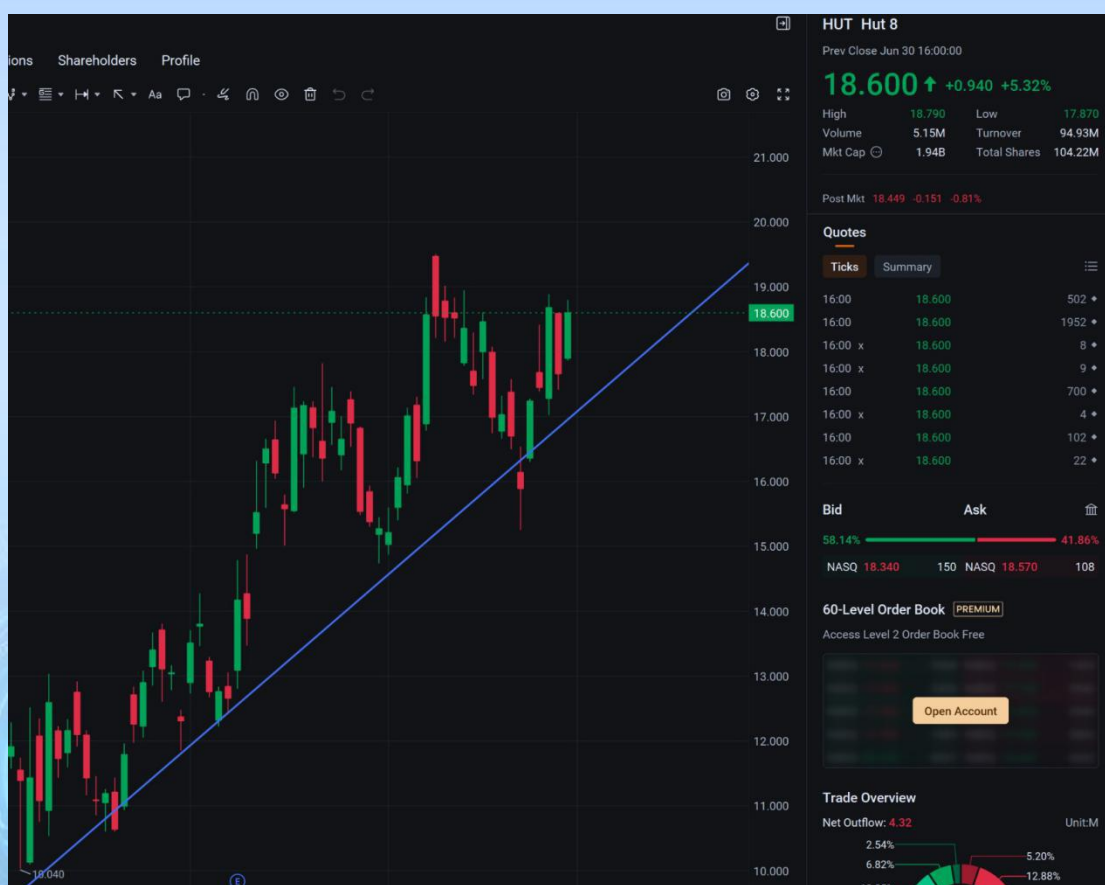 HUT Hut 8
Prev Close Jun 30 16:00:00
18.600 +0.940 +5.32%
High 18.790 Low 17.870
Volume 5.15M Turnover 94.93M
Mkt Cap 1.94B Total Shares 104.22M
Post Mkt 18.449 -0.151 -0.81%
Quotes
Ticks Summary
16:00 18.600 502
16:00 18.600 1952
16:00 x 18.600 8
16:00 x 18.600 9
16:00 18.600 700
16:00 x 18.600 4
16:00 18.600 102
16:00 x 18.600 22
Bid Ask
58.14% 41.86%
NASQ 18.340 150 NASQ 18.570 108
60-Level Order Book PREMIUM
Access Level 2 Order Book Free
Open Account
Trade Overview
Net Outflow: 4.32 Unit:M
2.54%
5.20%
6.82%
12.88%
ions Shareholders Profile
Aa
21.000
20.000
19.000
18.600
18.000
17.000
16.000
15.000
14.000
13.000
12.000
11.000
10.000
10.040
E